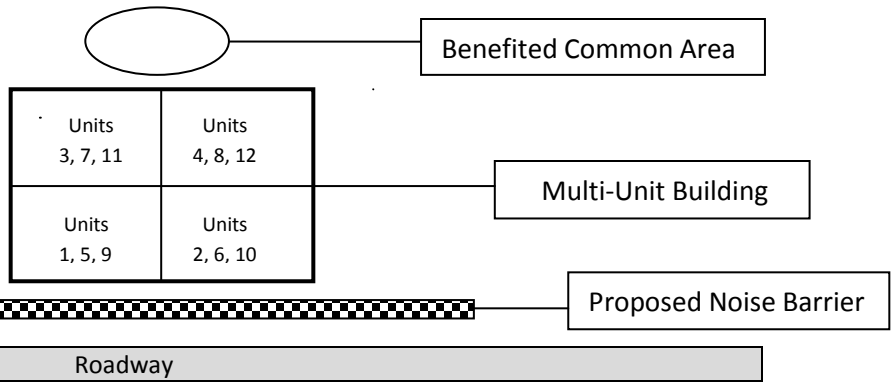 Benefited Common Area
Units
3, 7, 11
Units
4, 8, 12
Multi-Unit Building
Units
1, 5, 9
Units
2, 6, 10
Proposed Noise Barrier
Roadway